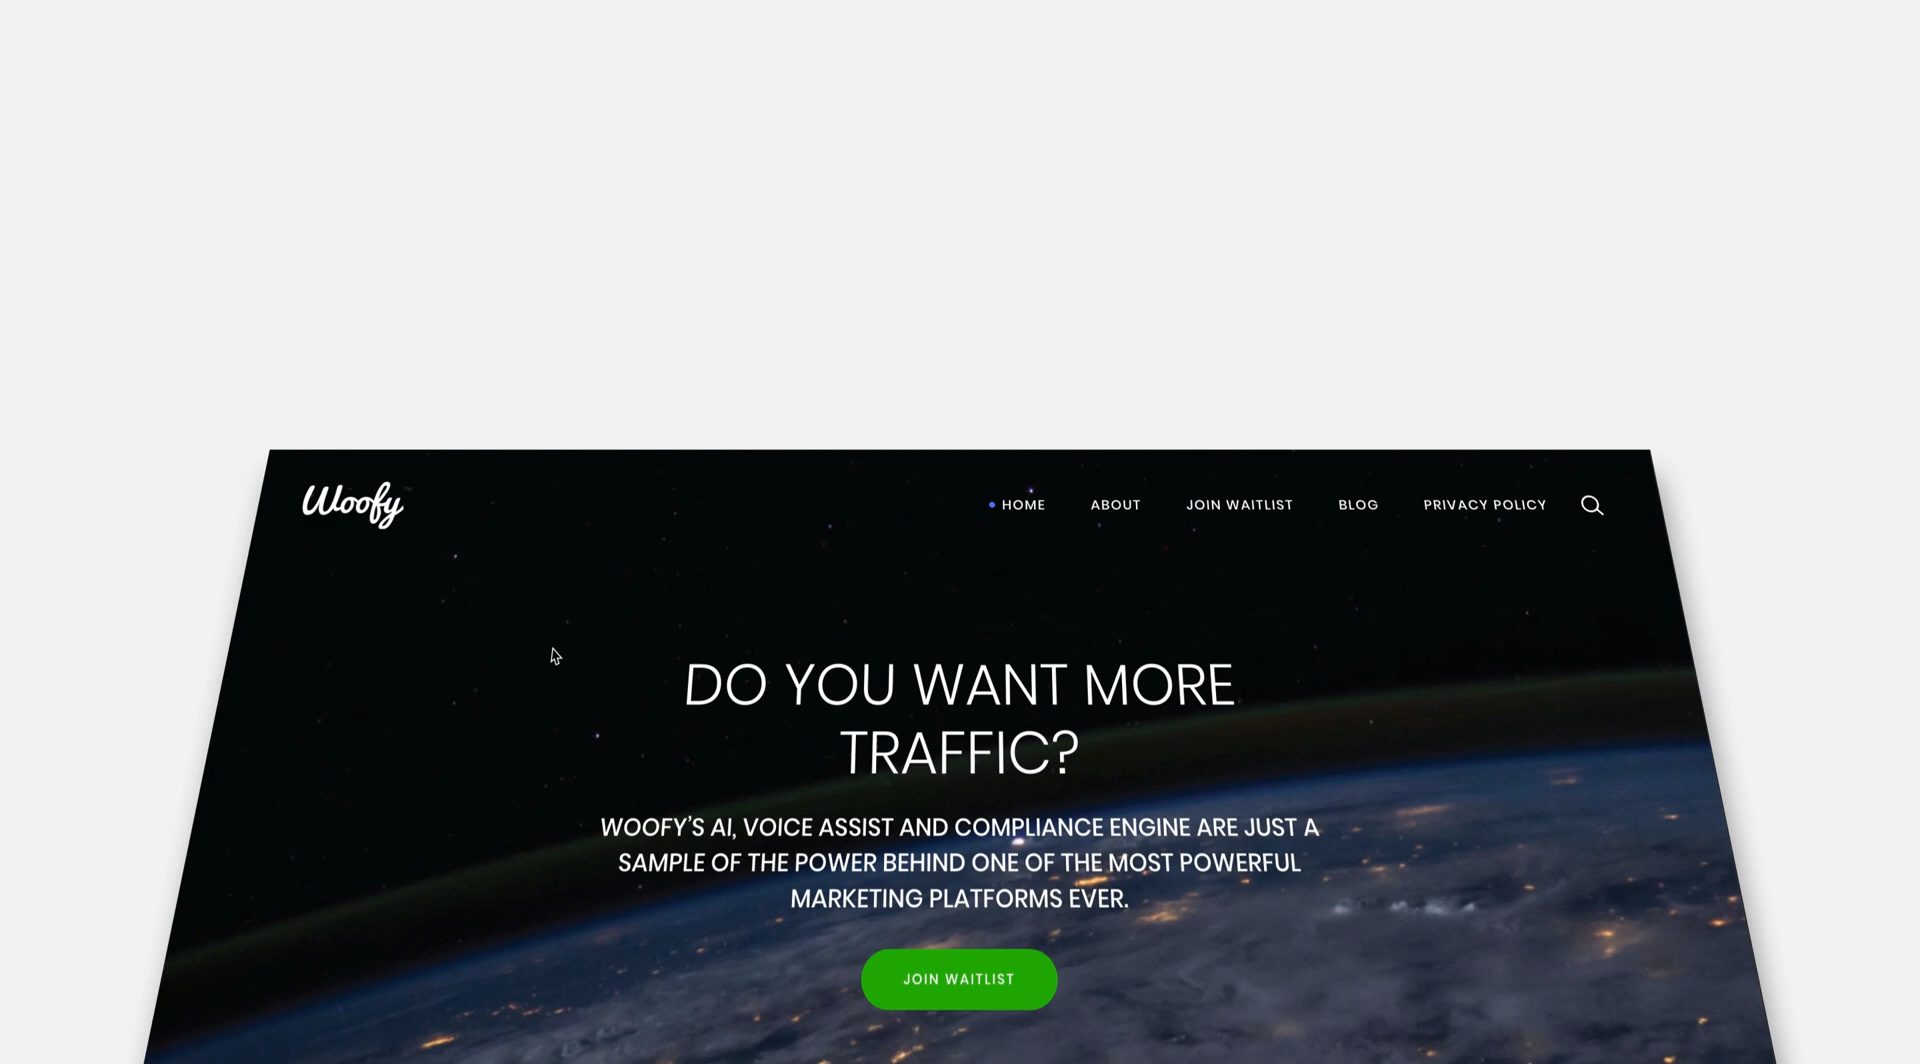 Woofy
HOME ABOUT JOIN WAITLIST BLOG PRIVACY POLICY
DO YOU WANT MORE
TRAFFIC?
WOOFY'S AI, VOICE ASSIST AND COMPLIANCE ENGINE ARE JUST A
SAMPLE OF THE POWER BEHIND ONE OF THE MOST POWERFUL
MARKETING PLATFORMS EVER.
JOIN WAITLIST